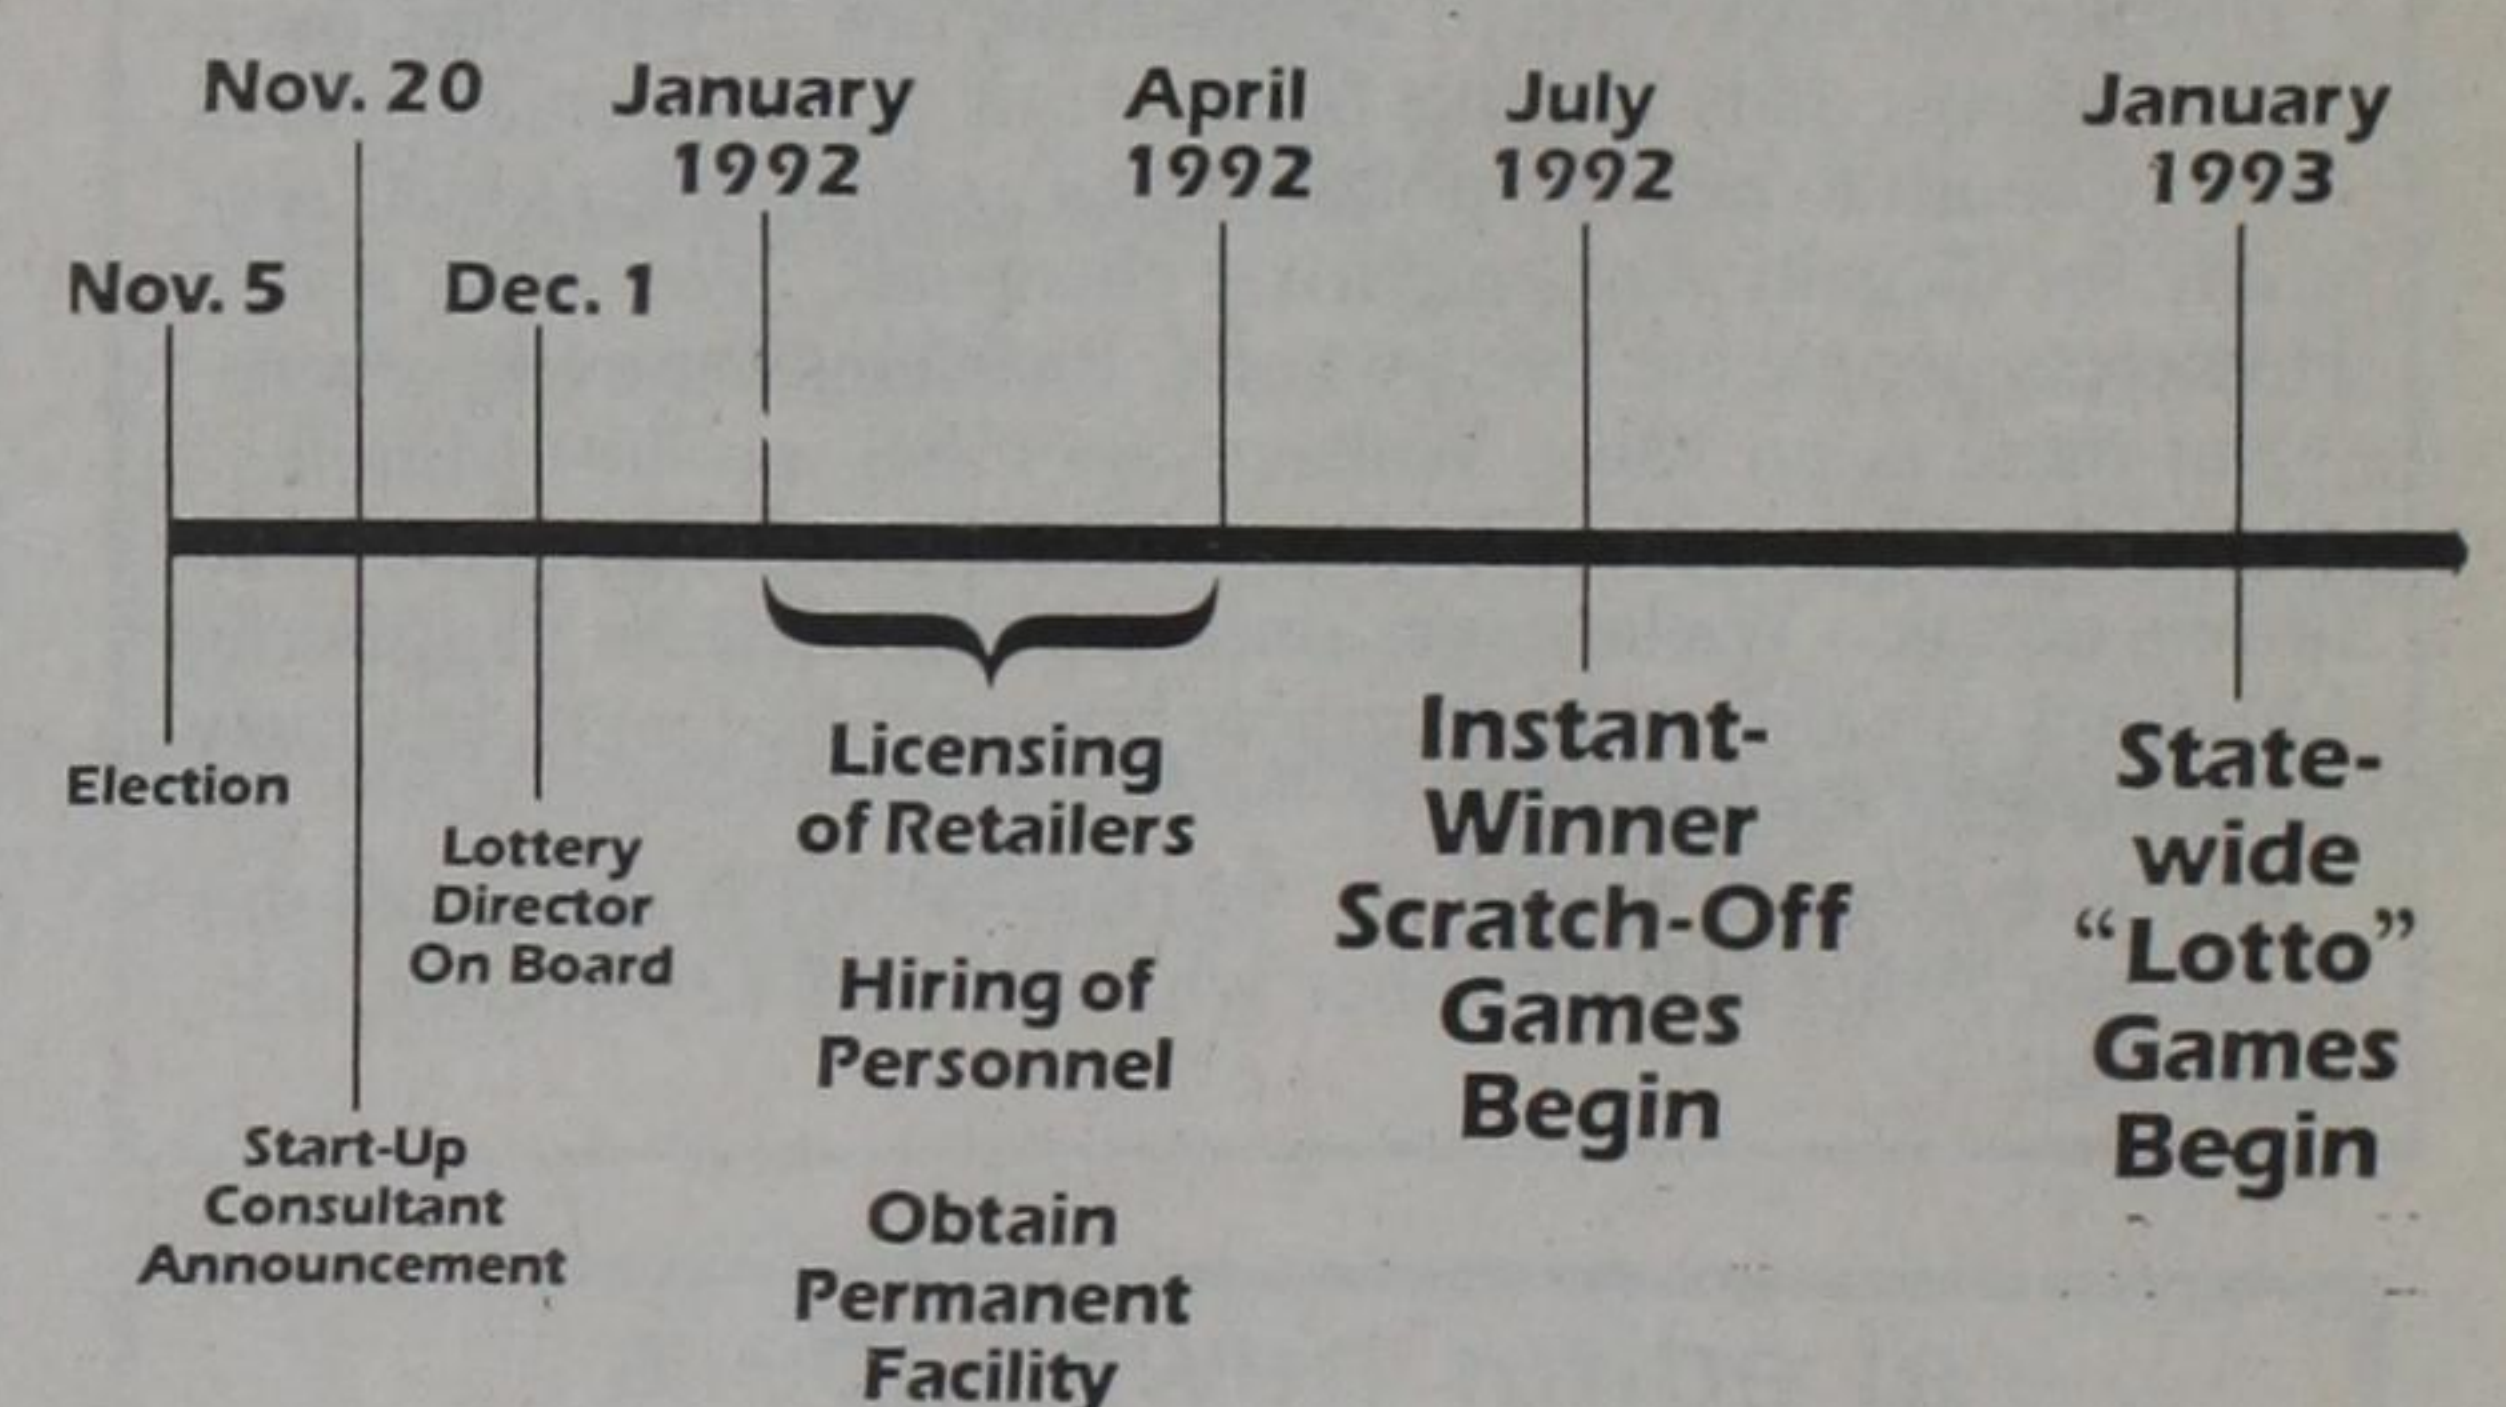 Nov. 20
January
1992
April
1992
July
1992
January
1993
Nov. 5
Dec. 1
Election
Lottery
Director
On Board
Start-Up
Consultant
Announcement
Licensing
of Retailers
Hiring of
Personnel
Obtain
Permanent
Facility
Instant-
Winner
Scratch-Off
Games
Begin
State-
wide
“Lotto”
Games
Begin